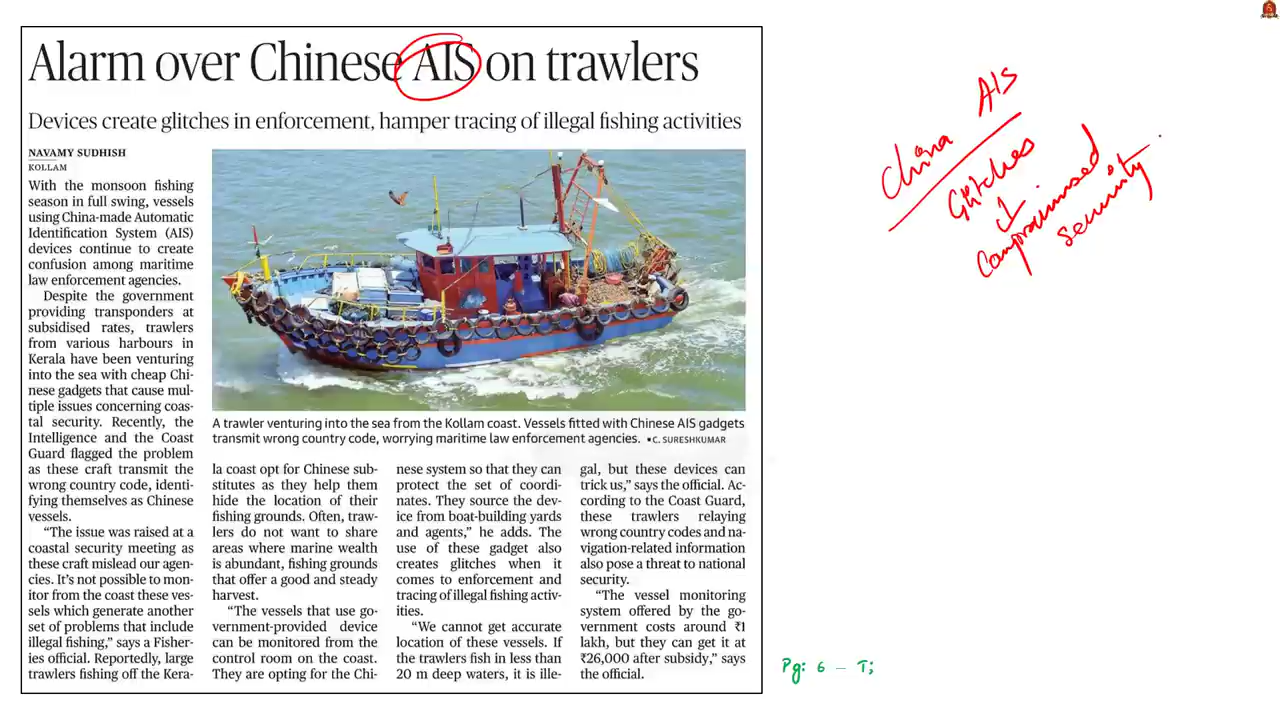 Alarm over Chinese AIS on trawlers
Devices create glitches in enforcement, hamper tracing of illegal fishing activities
NAVAMY SUDHISH
KOLLAM
With the monsoon fishing
season in full swing, vessels
using China-made Automatic
Identification System (AIS)
devices continue to create
confusion among maritime
law enforcement agencies.
Despite the government
providing transponders at
subsidised rates, trawlers
from various harbours in
Kerala have been venturing
into the sea with cheap Chi-
nese gadgets that cause mul-
tiple issues concerning coas-
tal security. Recently, the
Intelligence and the Coast
Guard flagged the problem
as these craft transmit the
wrong country code, identi-
fying themselves as Chinese
vessels.
"The issue was raised at a
coastal security meeting as
these craft mislead our agen-
cies. It's not possible to mon-
itor from the coast these ves-
sels which generate another
set of problems that include
illegal fishing," says a Fisher-
ies official. Reportedly, large
trawlers fishing off the Kera-
A trawler venturing into the sea from the Kollam coast. Vessels fitted with Chinese AIS gadgets
transmit wrong country code, worrying maritime law enforcement agencies. ▪C. SURESHKUMAR
la coast opt for Chinese sub-
stitutes as they help them
hide the location of their
fishing grounds. Often, traw-
lers do not want to share
areas where marine wealth
is abundant, fishing grounds
that offer a good and steady
harvest.
"The vessels that use go-
vernment-provided device
can be monitored from the
control room on the coast.
They are opting for the Chi-
nese system so that they can
protect the set of coordi-
nates. They source the dev-
ice from boat-building yards
and agents," he adds. The
use of these gadget also
creates glitches when it
comes to enforcement and
tracing of illegal fishing activ-
ities.
"We cannot get accurate
location of these vessels. If
the trawlers fish in less than
20 m deep waters, it is ille-
gal, but these devices can
trick us," says the official. Ac-
cording to the Coast Guard,
these trawlers relaying
wrong country codes and na-
vigation-related information
also pose a threat to national
security.
"The vessel monitoring
system offered by the go-
vernment costs around ₹1
lakh, but they can get it at
₹26,000 after subsidy," says
the official.
China AIS
Glitches
Compromised
security
Pg: 6 - T;